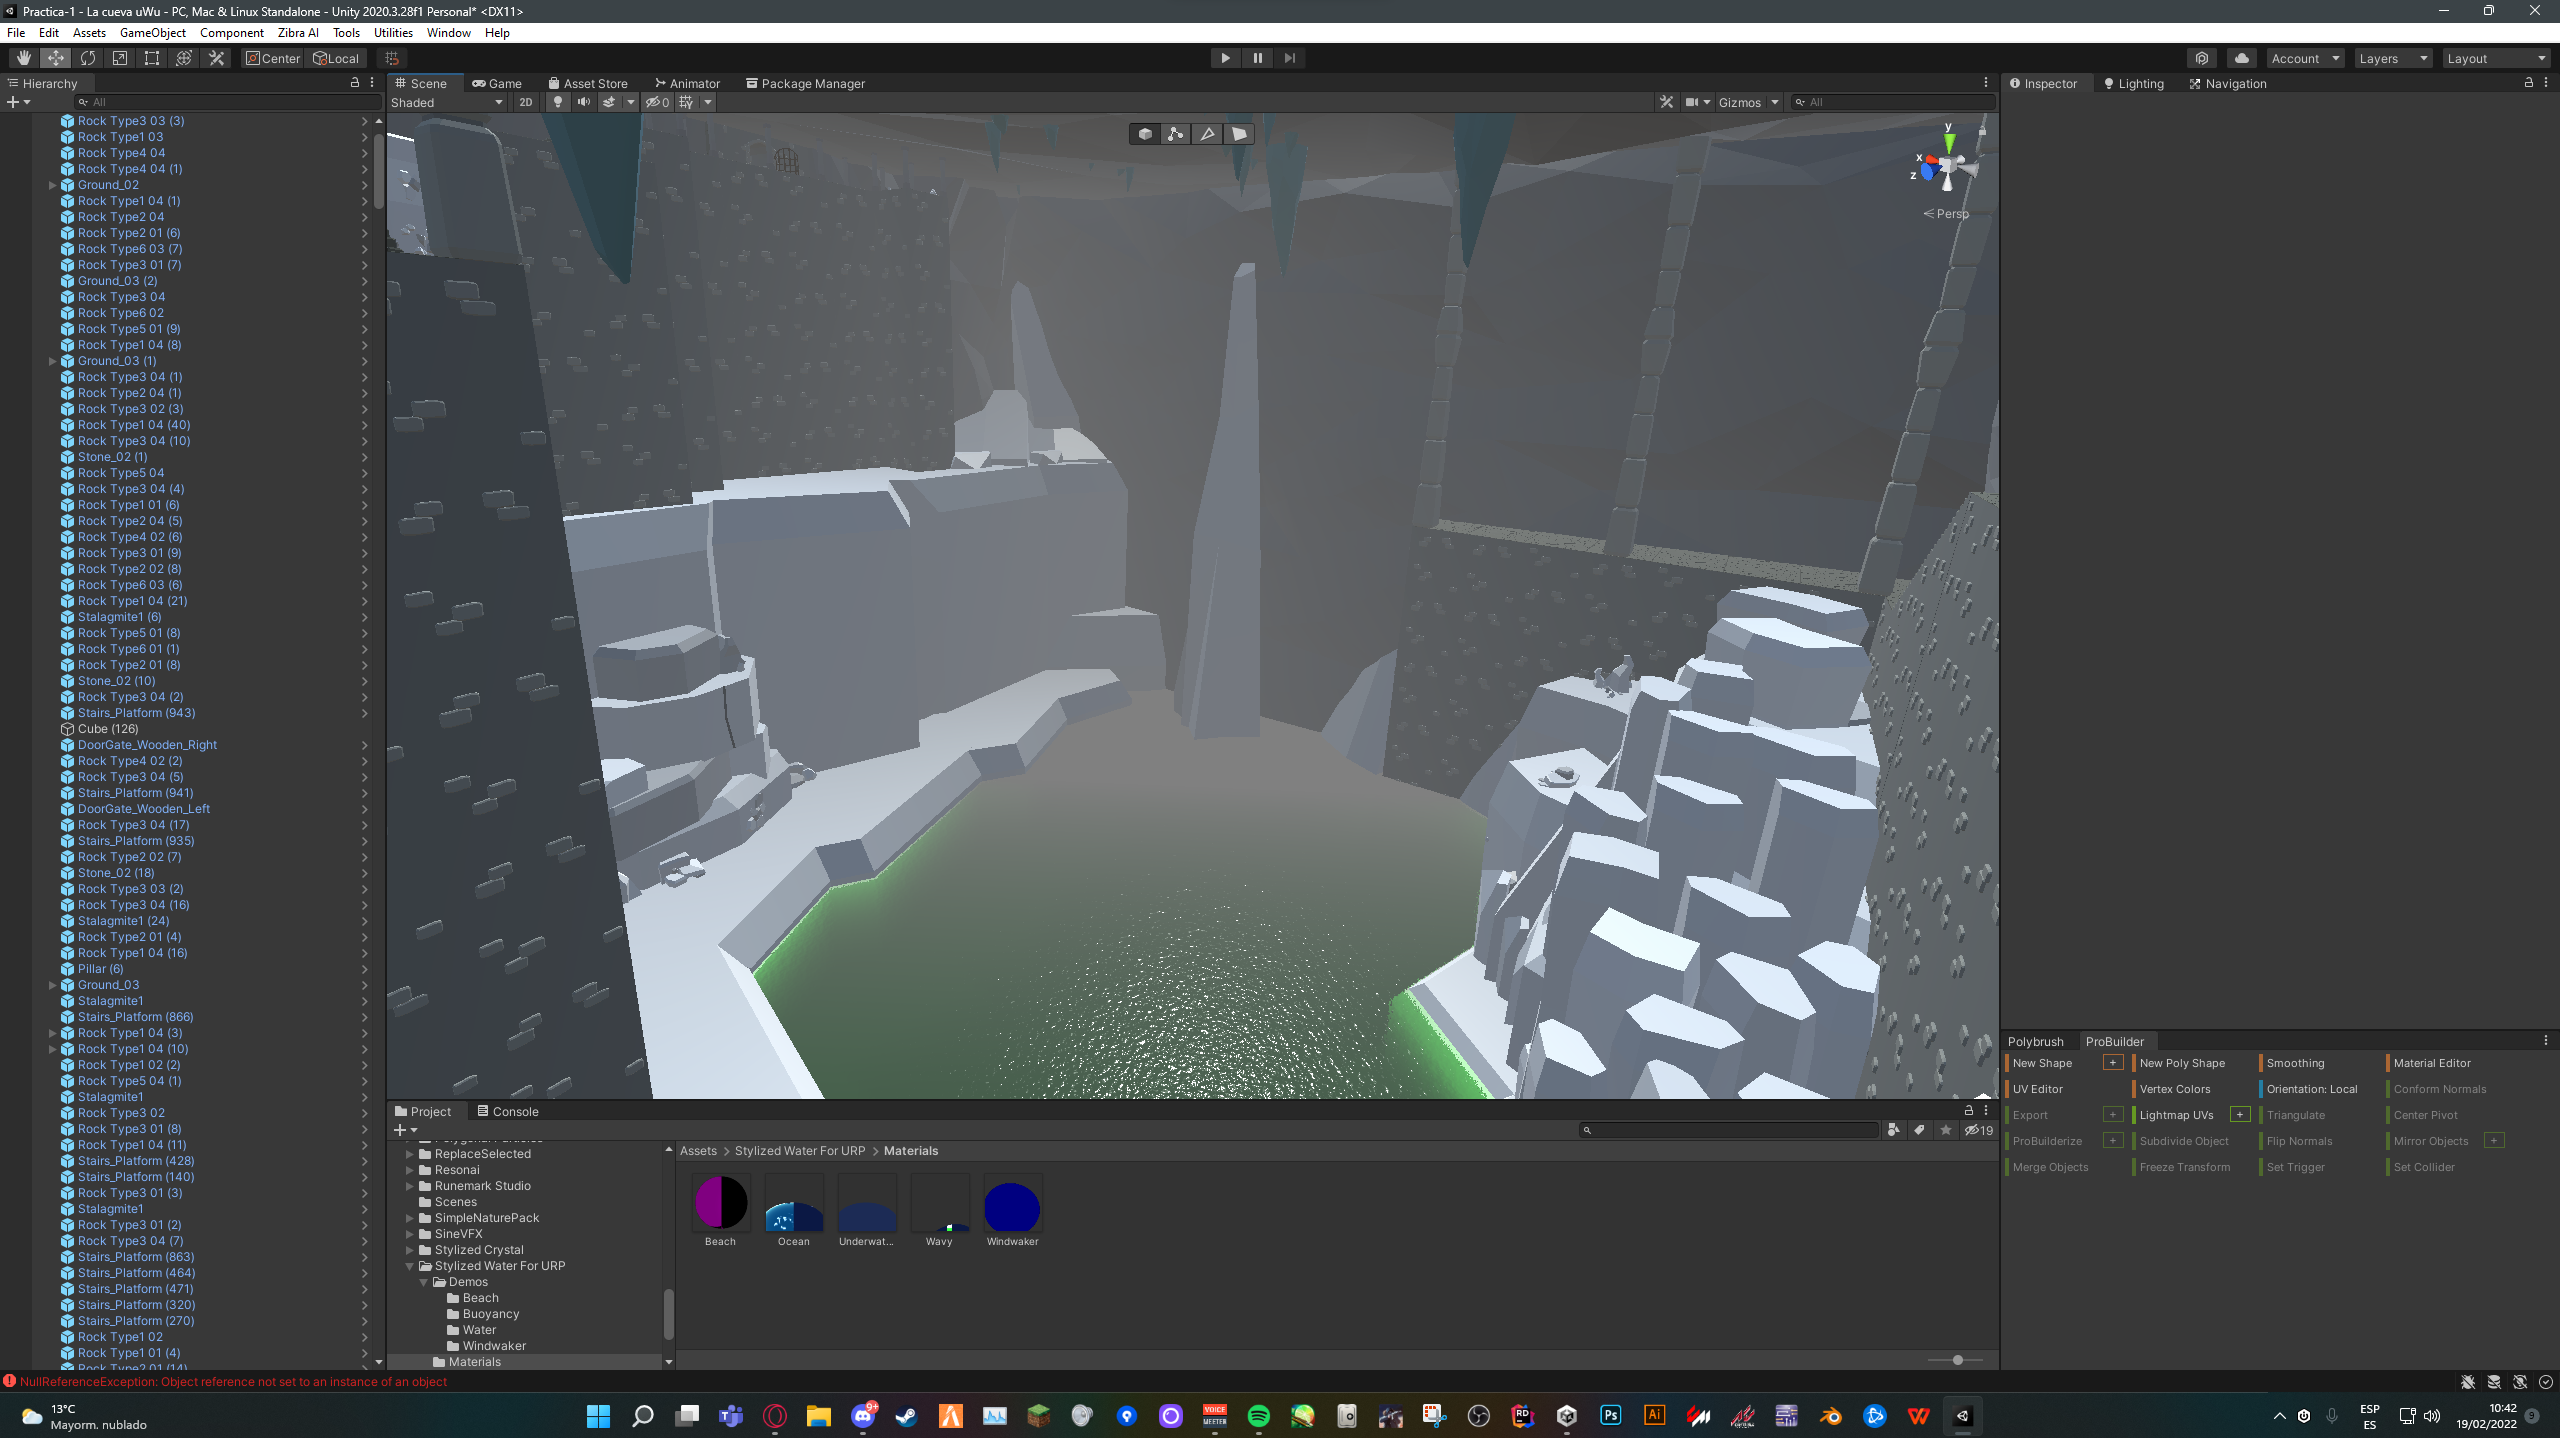 Practica-1 - La cueva uWu - PC, Mac & Linux Standalone - Unity 2020.3.28f1 Personal* <DX11>
File Edit Assets GameObject Component Zibra AI Tools Utilities Window Help
Center Local Account Layers Layout
Hierarchy
All
Rock Type3 03 (3)
Rock Type1 03
Rock Type4 04
Rock Type4 04 (1)
Ground_02
Rock Type1 04 (1)
Rock Type2 04
Rock Type2 01 (6)
Rock Type6 03 (7)
Rock Type3 01 (7)
Ground_03 (2)
Rock Type3 04
Rock Type6 02
Rock Type5 01 (9)
Rock Type1 04 (8)
Ground_03 (1)
Rock Type3 04 (1)
Rock Type2 04 (1)
Rock Type3 02 (3)
Rock Type1 04 (40)
Rock Type3 04 (10)
Stone_02 (1)
Rock Type5 04
Rock Type3 04 (4)
Rock Type1 01 (6)
Rock Type2 04 (5)
Rock Type4 02 (6)
Rock Type3 01 (9)
Rock Type2 02 (8)
Rock Type6 03 (6)
Rock Type1 04 (21)
Stalagmite1 (6)
Rock Type5 01 (8)
Rock Type6 01 (1)
Rock Type2 01 (8)
Stone_02 (10)
Rock Type3 04 (2)
Stairs_Platform (943)
Cube (126)
DoorGate_Wooden_Right
Rock Type4 02 (2)
Rock Type3 04 (5)
Stairs_Platform (941)
DoorGate_Wooden_Left
Rock Type3 04 (17)
Stairs_Platform (935)
Rock Type2 02 (7)
Stone_02 (18)
Rock Type3 03 (2)
Rock Type3 04 (16)
Stalagmite1 (24)
Rock Type2 01 (4)
Rock Type1 04 (16)
Pillar (6)
Ground_03
Stalagmite1
Stairs_Platform (866)
Rock Type1 04 (3)
Rock Type1 04 (10)
Rock Type1 02 (2)
Rock Type5 04 (1)
Stalagmite1
Rock Type3 02
Rock Type3 01 (8)
Rock Type1 04 (11)
Stairs_Platform (428)
Stairs_Platform (140)
Rock Type3 01 (3)
Stalagmite1
Rock Type3 01 (2)
Rock Type3 04 (7)
Stairs_Platform (863)
Stairs_Platform (464)
Stairs_Platform (471)
Stairs_Platform (320)
Stairs_Platform (270)
Rock Type1 02
Rock Type1 01 (4)
Rock Type2 01 (14)
Scene Game Asset Store Animator Package Manager
Shaded 2D 0 Gizmos All
y
x
z
Persp
Inspector Lighting Navigation
Polybrush ProBuilder
New Shape + New Poly Shape Smoothing Material Editor
UV Editor Vertex Colors Orientation: Local Conform Normals
Export + Lightmap UVs + Triangulate Center Pivot
ProBuilderize + Subdivide Object Flip Normals Mirror Objects +
Merge Objects Freeze Transform Set Trigger Set Collider
Project Console
19
ReplaceSelected
Resonai
Runemark Studio
Scenes
SimpleNaturePack
SineVFX
Stylized Crystal
Stylized Water For URP
Demos
Beach
Buoyancy
Water
Windwaker
Materials
Assets > Stylized Water For URP > Materials
Beach Ocean Underwat... Wavy Windwaker
NullReferenceException: Object reference not set to an instance of an object
13°C
Mayorm. nublado
9+
VOICE
MEETER
RD
Ps
Ai
ESP
ES
10:42
19/02/2022
9